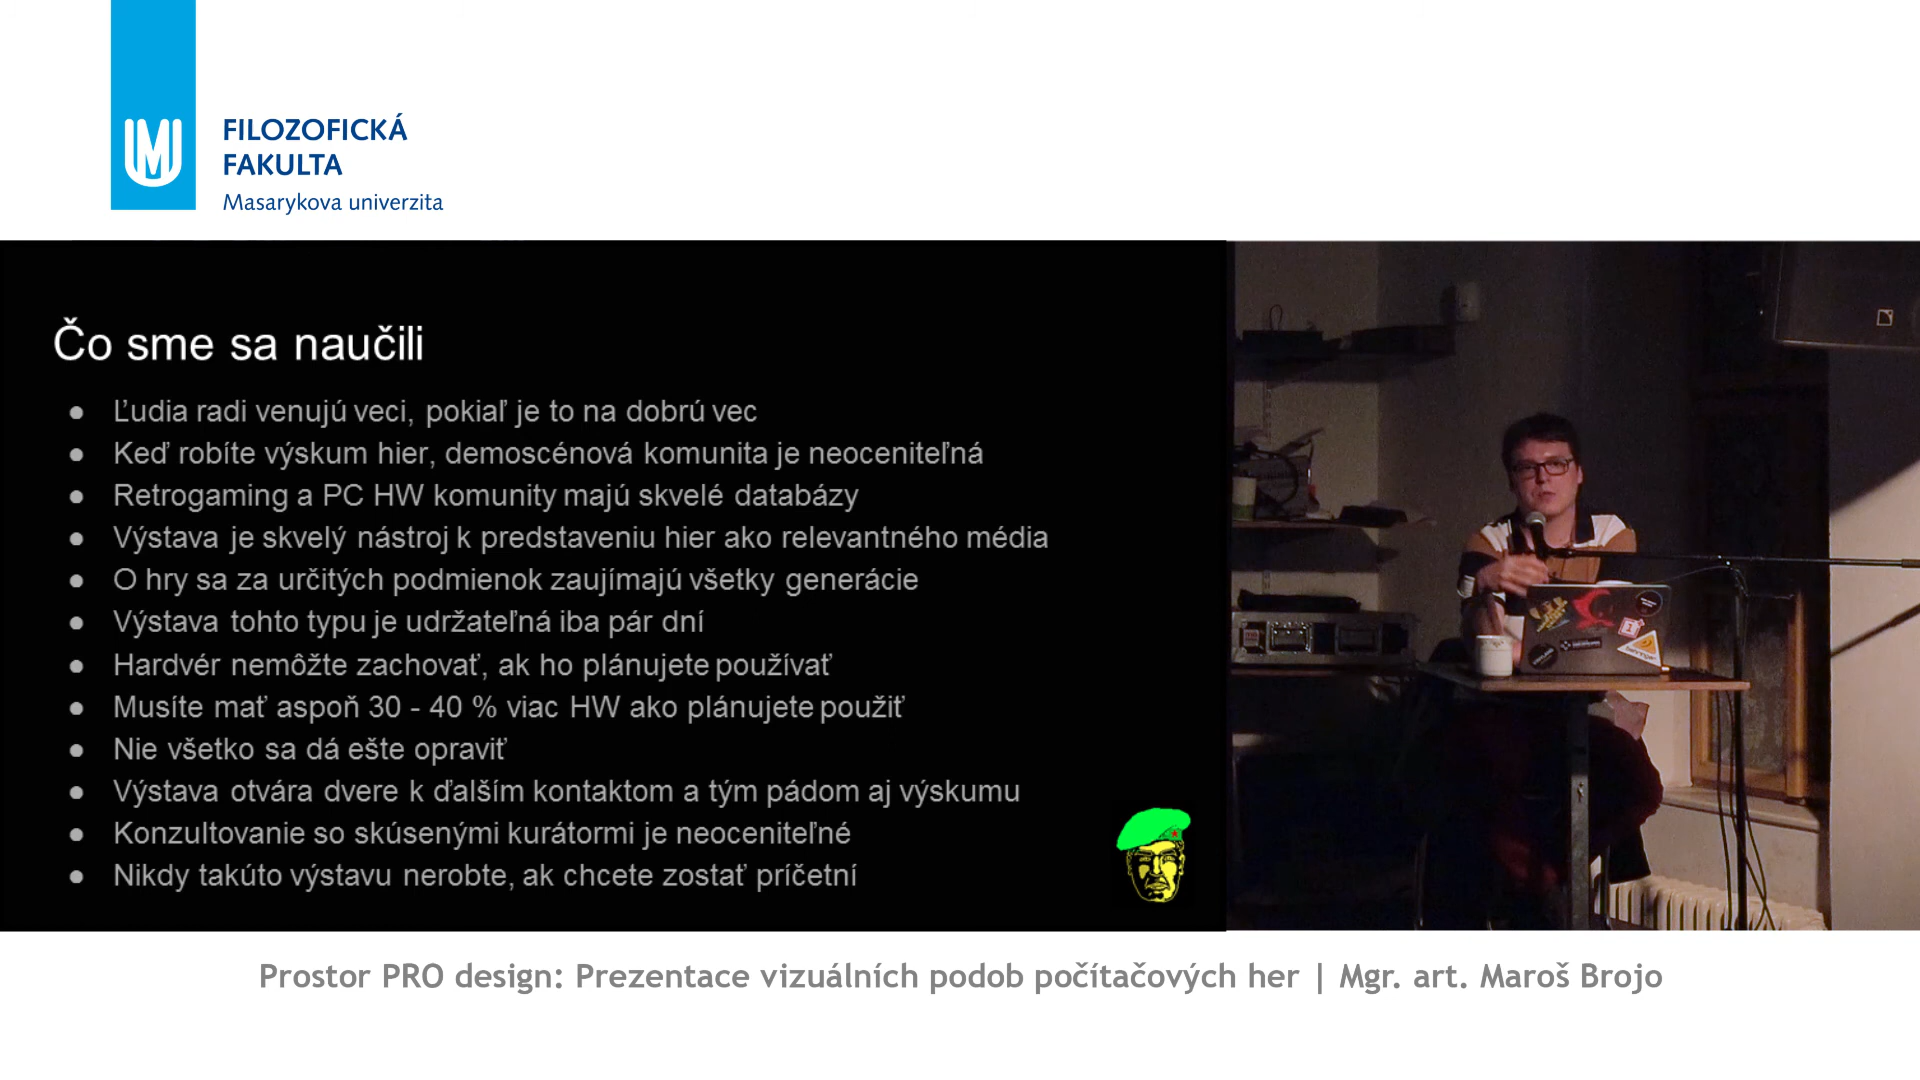 FILOZOFICKÁ
FAKULTA
Masarykova univerzita
Čo sme sa naučili
● Ľudia radi venujú veci, pokiaľ je to na dobrú vec
● Keď robíte výskum hier, demoscénová komunita je neoceniteľná
● Retrogaming a PC HW komunity majú skvelé databázy
● Výstava je skvelý nástroj k predstaveniu hier ako relevantného média
● O hry sa za určitých podmienok zaujímajú všetky generácie
● Výstava tohto typu je udržateľná iba pár dní
● Hardvér nemôžte zachovať, ak ho plánujete používať
● Musíte mať aspoň 30 - 40 % viac HW ako plánujete použiť
● Nie všetko sa dá ešte opraviť
● Výstava otvára dvere k ďalším kontaktom a tým pádom aj výskumu
● Konzultovanie so skúsenými kurátormi je neoceniteľné
● Nikdy takúto výstavu nerobte, ak chcete zostať príčetní
Prostor PRO design: Prezentace vizuálních podob počítačových her | Mgr. art. Maroš Brojo